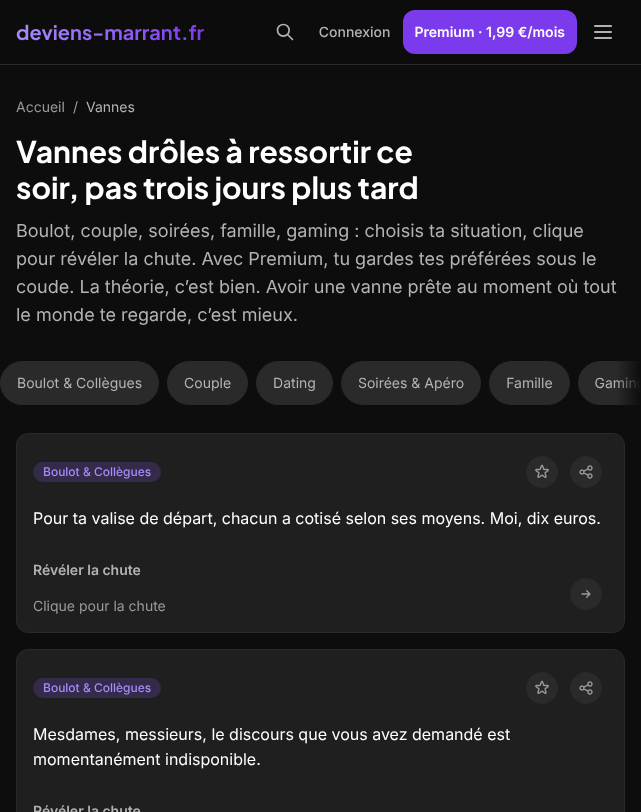 deviens-marrant.fr
Connexion
Premium · 1,99 €/mois
Accueil / Vannes
Vannes drôles à ressortir ce
soir, pas trois jours plus tard
Boulot, couple, soirées, famille, gaming : choisis ta situation, clique
pour révéler la chute. Avec Premium, tu gardes tes préférées sous le
coude. La théorie, c’est bien. Avoir une vanne prête au moment où tout
le monde te regarde, c’est mieux.
Boulot & Collègues
Couple
Dating
Soirées & Apéro
Famille
Boulot & Collègues
Pour ta valise de départ, chacun a cotisé selon ses moyens. Moi, dix euros.
Révéler la chute
Clique pour la chute
Boulot & Collègues
Mesdames, messieurs, le discours que vous avez demandé est
momentanément indisponible.
Révéler la chute